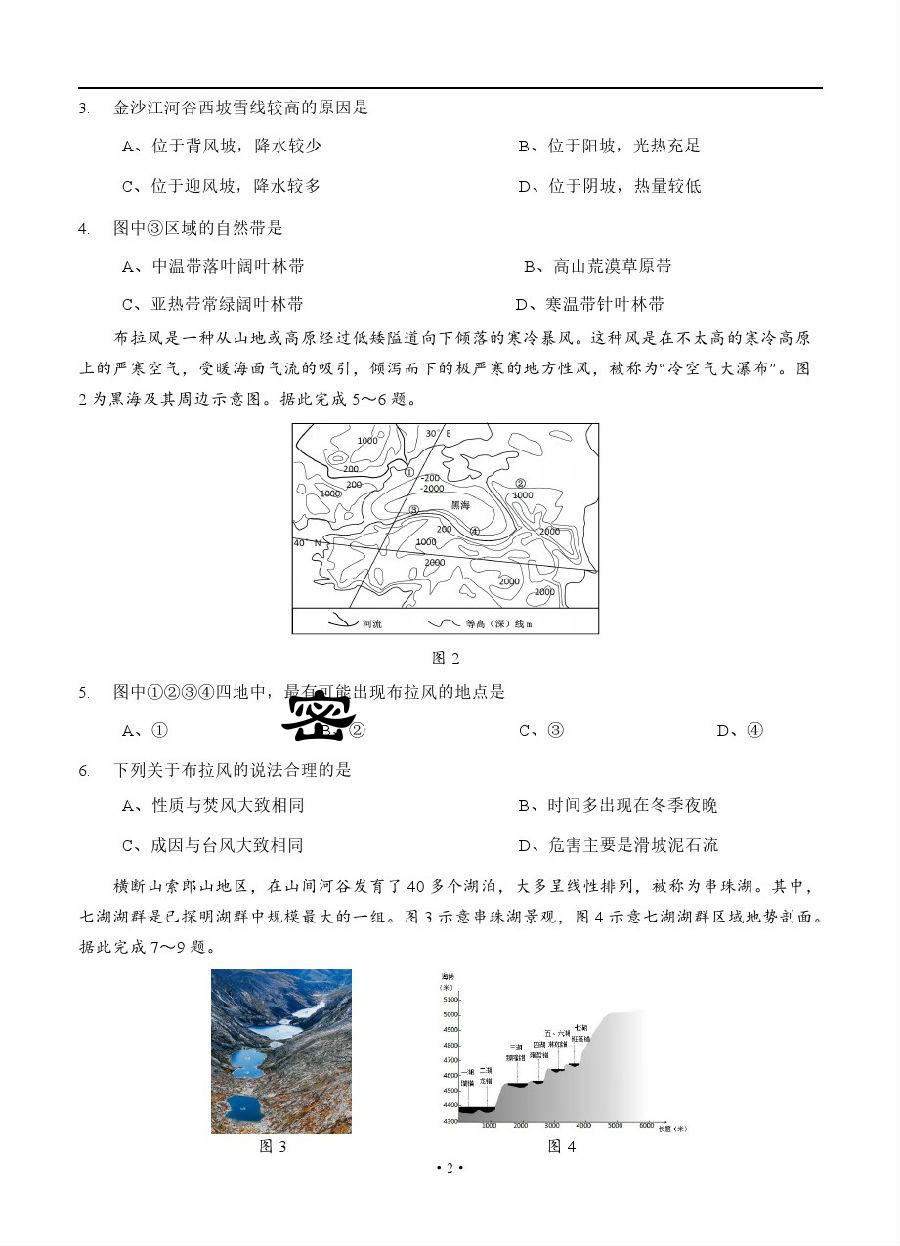 3. 金沙江河谷西坡雪线较高的原因是
A、位于背风坡，降水较少 B、位于阳坡，光热充足
C、位于迎风坡，降水较多 D、位于阴坡，热量较低
4. 图中③区域的自然带是
A、中温带落叶阔叶林带 B、高山荒漠草原带
C、亚热带常绿阔叶林带 D、寒温带针叶林带
布拉风是一种从山地或高原经过低矮隘道向下倾落的寒冷暴风。这种风是在不太高的寒冷高原
上的严寒空气，受暖海面气流的吸引，倾泻而下的极严寒的地方性风，被称为“冷空气大瀑布”。图
2 为黑海及其周边示意图。据此完成 5～6 题。
1000
30° E
200
①
-200
②
200
1000
-2000
1000
黑海
③
200
④
2000
40° N
1000
2000
2000
1000
河流 等高（深）线 m
图 2
5. 图中①②③④四地中，最有可能出现布拉风的地点是
A、① B、② C、③ D、④
密
6. 下列关于布拉风的说法合理的是
A、性质与焚风大致相同 B、时间多出现在冬季夜晚
C、成因与台风大致相同 D、危害主要是滑坡泥石流
横断山索郎山地区，在山间河谷发育了 40 多个湖泊，大多呈线性排列，被称为串珠湖。其中，
七湖湖群是已探明湖群中规模最大的一组。图 3 示意串珠湖景观，图 4 示意七湖湖群区域地势剖面。
据此完成 7～9 题。
海拔
（米）
5100
5000
4900
4800
4700
4600
4500
4400
4300
一湖
二湖
三湖
四湖
五、六湖
七湖
1000 2000 3000 4000 5000 6000 长度（米）
图 3 图 4
• 2 •